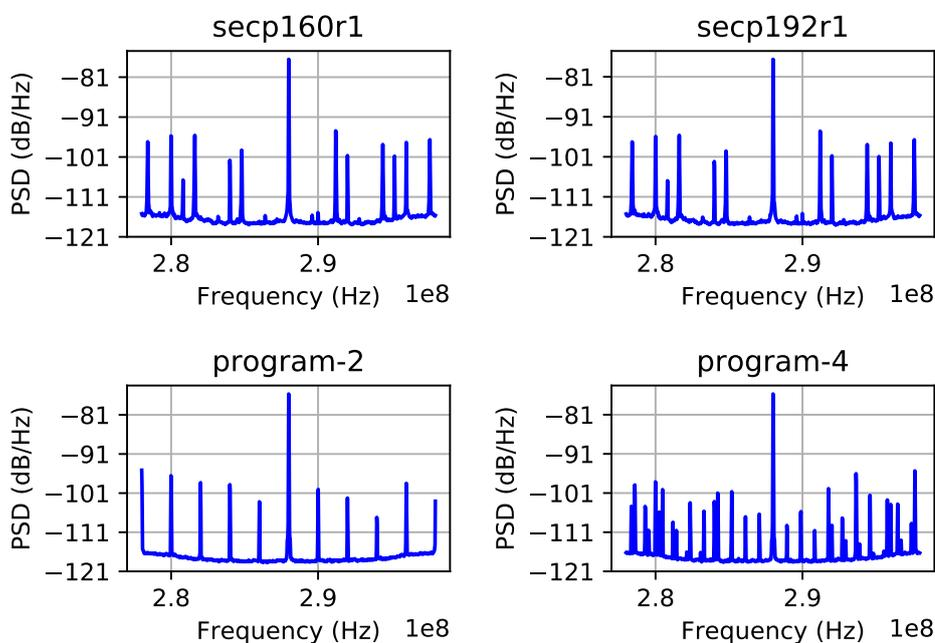 secp160r1
secp192r1
PSD (dB/Hz)
−81
−91
−101
−111
−121
2.8
2.9
Frequency (Hz)
1e8
PSD (dB/Hz)
−81
−91
−101
−111
−121
2.8
2.9
Frequency (Hz)
1e8
program-2
program-4
PSD (dB/Hz)
−81
−91
−101
−111
−121
2.8
2.9
Frequency (Hz)
1e8
PSD (dB/Hz)
−81
−91
−101
−111
−121
2.8
2.9
Frequency (Hz)
1e8